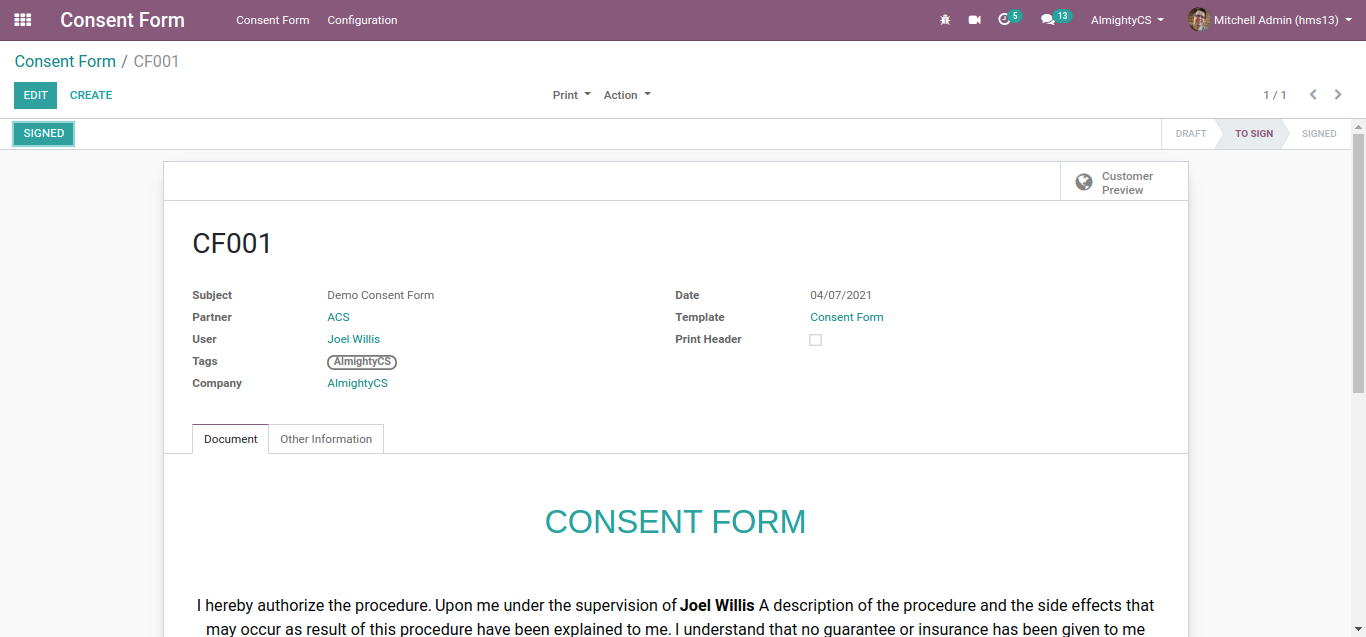 Consent Form Consent Form Configuration 5 13 AlmightyCS Mitchell Admin (hms13)
Consent Form / CF001
EDIT CREATE Print Action 1 / 1
SIGNED DRAFT TO SIGN SIGNED
Customer
Preview
CF001
Subject Demo Consent Form Date 04/07/2021
Partner ACS Template Consent Form
User Joel Willis Print Header
Tags AlmightyCS
Company AlmightyCS
Document Other Information
CONSENT FORM
I hereby authorize the procedure. Upon me under the supervision of Joel Willis A description of the procedure and the side effects that
may occur as result of this procedure have been explained to me. I understand that no guarantee or insurance has been given to me